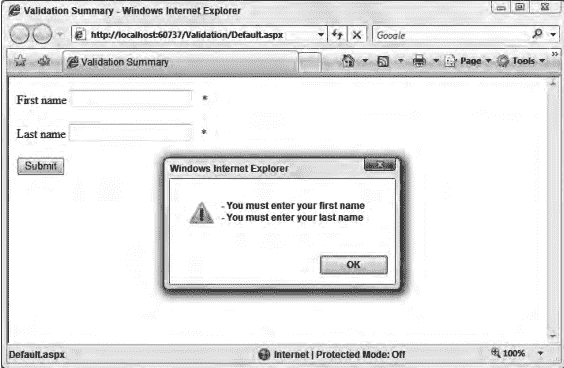 Validation Summary - Windows Internet Explorer
http://localhost:60737/Validation/Default.aspx
Google
Validation Summary
Page
Tools
»
First name *
Last name *
Submit
Windows Internet Explorer
- You must enter your first name
- You must enter your last name
OK
Default.aspx
Internet | Protected Mode: Off
100%